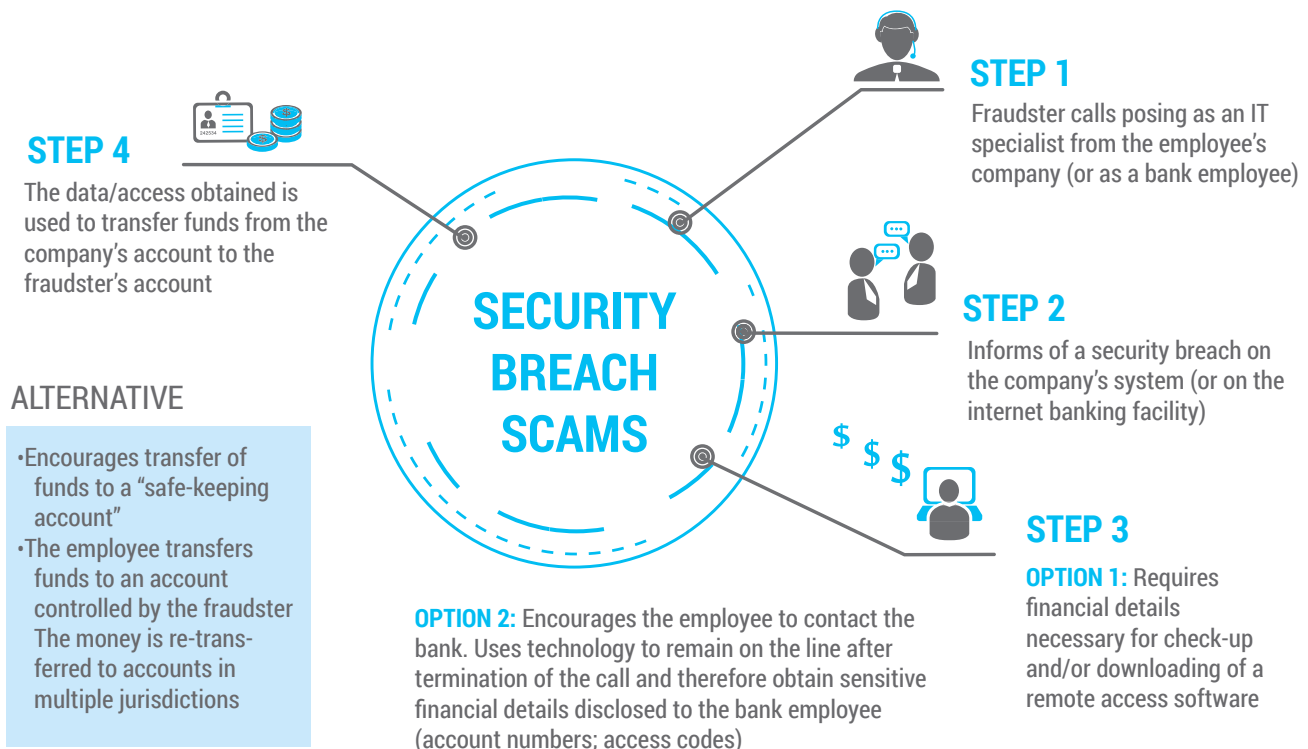 STEP 1
Fraudster calls posing as an IT
specialist from the employee's
company (or as a bank employee)
STEP 2
Informs of a security breach on
the company's system (or on the
internet banking facility)
$ $ $
STEP 3
OPTION 1: Requires
financial details
necessary for check-up
and/or downloading of a
remote access software
OPTION 2: Encourages the employee to contact the
bank. Uses technology to remain on the line after
termination of the call and therefore obtain sensitive
financial details disclosed to the bank employee
(account numbers; access codes)
242534
$
$
STEP 4
The data/access obtained is
used to transfer funds from the
company's account to the
fraudster's account
ALTERNATIVE
•Encourages transfer of
funds to a “safe-keeping
account”
•The employee transfers
funds to an account
controlled by the fraudster
The money is re-trans-
ferred to accounts in
multiple jurisdictions
SECURITY
BREACH
SCAMS